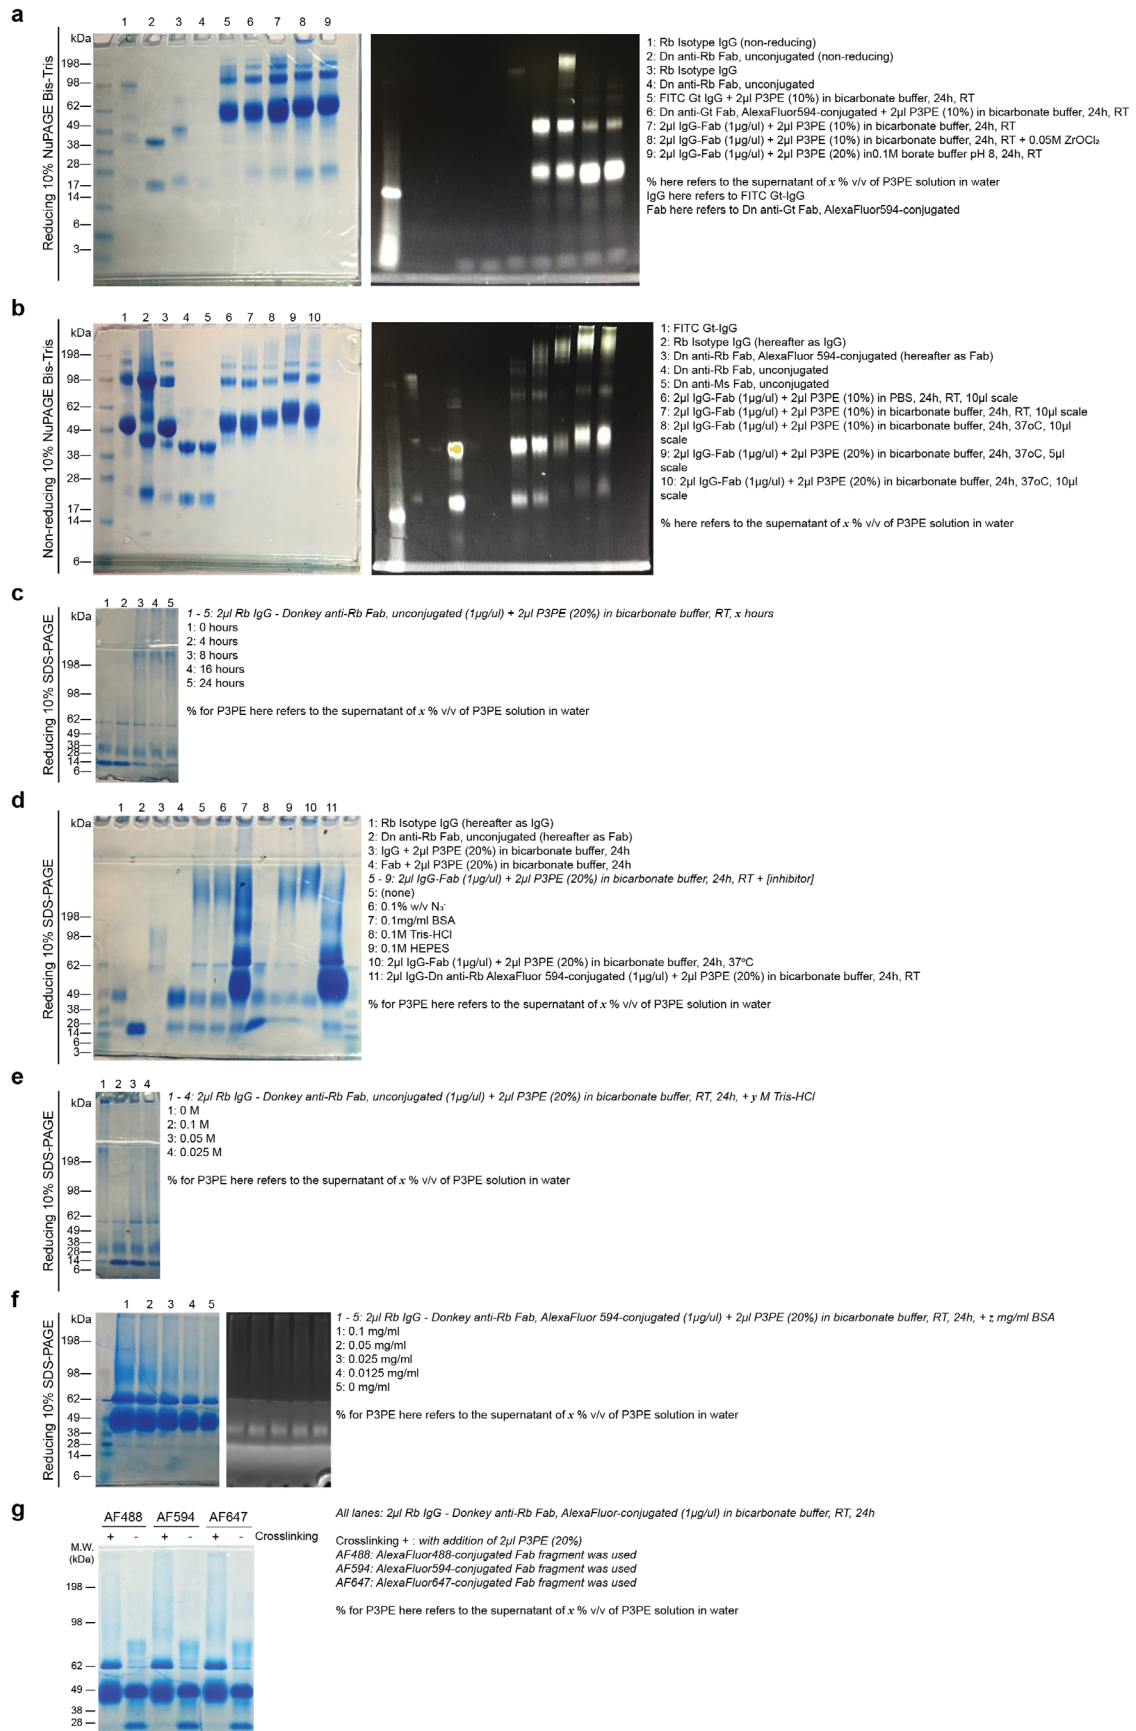 a
1 2 3 4 5 6 7 8 9
kDa
198
98
62
49
38
28
17
14
6
3
Reducing 10% NuPAGE Bis-Tris
1: Rb Isotype IgG (non-reducing)
2: Dn anti-Rb Fab, unconjugated (non-reducing)
3: Rb Isotype IgG
4: Dn anti-Rb Fab, unconjugated
5: FITC Gt IgG + 2µl P3PE (10%) in bicarbonate buffer, 24h, RT
6: Dn anti-Gt Fab, AlexaFluor594-conjugated + 2µl P3PE (10%) in bicarbonate buffer, 24h, RT
7: 2µl IgG-Fab (1µg/ul) + 2µl P3PE (10%) in bicarbonate buffer, 24h, RT
8: 2µl IgG-Fab (1µg/ul) + 2µl P3PE (10%) in bicarbonate buffer, 24h, RT + 0.05M ZrOCl₂
9: 2µl IgG-Fab (1µg/ul) + 2µl P3PE (20%) in0.1M borate buffer pH 8, 24h, RT
% here refers to the supernatant of x % v/v of P3PE solution in water
IgG here refers to FITC Gt-IgG
Fab here refers to Dn anti-Gt Fab, AlexaFluor594-conjugated
b
1 2 3 4 5 6 7 8 9 10
kDa
198
98
62
49
38
28
17
14
6
Non-reducing 10% NuPAGE Bis-Tris
1: FITC Gt-IgG
2: Rb Isotype IgG (hereafter as IgG)
3: Dn anti-Rb Fab, AlexaFluor 594-conjugated (hereafter as Fab)
4: Dn anti-Rb Fab, unconjugated
5: Dn anti-Ms Fab, unconjugated
6: 2µl IgG-Fab (1µg/ul) + 2µl P3PE (10%) in PBS, 24h, RT, 10µl scale
7: 2µl IgG-Fab (1µg/ul) + 2µl P3PE (10%) in bicarbonate buffer, 24h, RT, 10µl scale
8: 2µl IgG-Fab (1µg/ul) + 2µl P3PE (10%) in bicarbonate buffer, 24h, 37oC, 10µl
scale
9: 2µl IgG-Fab (1µg/ul) + 2µl P3PE (20%) in bicarbonate buffer, 24h, 37oC, 5µl
scale
10: 2µl IgG-Fab (1µg/ul) + 2µl P3PE (20%) in bicarbonate buffer, 24h, 37oC, 10µl
scale
% here refers to the supernatant of x % v/v of P3PE solution in water
c
1 2 3 4 5
kDa
198
98
62
49
38
28
14
6
Reducing 10% SDS-PAGE
1 - 5: 2µl Rb IgG - Donkey anti-Rb Fab, unconjugated (1µg/ul) + 2µl P3PE (20%) in bicarbonate buffer, RT, x hours
1: 0 hours
2: 4 hours
3: 8 hours
4: 16 hours
5: 24 hours
% for P3PE here refers to the supernatant of x % v/v of P3PE solution in water
d
1 2 3 4 5 6 7 8 9 10 11
kDa
198
98
62
49
38
28
14
6
3
Reducing 10% SDS-PAGE
1: Rb Isotype IgG (hereafter as IgG)
2: Dn anti-Rb Fab, unconjugated (hereafter as Fab)
3: IgG + 2µl P3PE (20%) in bicarbonate buffer, 24h
4: Fab + 2µl P3PE (20%) in bicarbonate buffer, 24h
5 - 9: 2µl IgG-Fab (1µg/ul) + 2µl P3PE (20%) in bicarbonate buffer, 24h, RT + [inhibitor]
5: (none)
6: 0.1% w/v N₃⁻
7: 0.1mg/ml BSA
8: 0.1M Tris-HCl
9: 0.1M HEPES
10: 2µl IgG-Fab (1µg/ul) + 2µl P3PE (20%) in bicarbonate buffer, 24h, 37ºC
11: 2µl IgG-Dn anti-Rb AlexaFluor 594-conjugated (1µg/ul) + 2µl P3PE (20%) in bicarbonate buffer, 24h, RT
% for P3PE here refers to the supernatant of x % v/v of P3PE solution in water
e
1 2 3 4
kDa
198
98
62
49
38
28
14
6
Reducing 10% SDS-PAGE
1 - 4: 2µl Rb IgG - Donkey anti-Rb Fab, unconjugated (1µg/ul) + 2µl P3PE (20%) in bicarbonate buffer, RT, 24h, + y M Tris-HCl
1: 0 M
2: 0.1 M
3: 0.05 M
4: 0.025 M
% for P3PE here refers to the supernatant of x % v/v of P3PE solution in water
f
1 2 3 4 5
kDa
198
98
62
49
38
28
14
6
Reducing 10% SDS-PAGE
1 - 5: 2µl Rb IgG - Donkey anti-Rb Fab, AlexaFluor 594-conjugated (1µg/ul) + 2µl P3PE (20%) in bicarbonate buffer, RT, 24h, + z mg/ml BSA
1: 0.1 mg/ml
2: 0.05 mg/ml
3: 0.025 mg/ml
4: 0.0125 mg/ml
5: 0 mg/ml
% for P3PE here refers to the supernatant of x % v/v of P3PE solution in water
g
AF488 AF594 AF647
+ - + - + - Crosslinking
M.W.
(kDa)
198
98
62
49
38
28
All lanes: 2µl Rb IgG - Donkey anti-Rb Fab, AlexaFluor-conjugated (1µg/ul) in bicarbonate buffer, RT, 24h
Crosslinking + : with addition of 2µl P3PE (20%)
AF488: AlexaFluor488-conjugated Fab fragment was used
AF594: AlexaFluor594-conjugated Fab fragment was used
AF647: AlexaFluor647-conjugated Fab fragment was used
% for P3PE here refers to the supernatant of x % v/v of P3PE solution in water